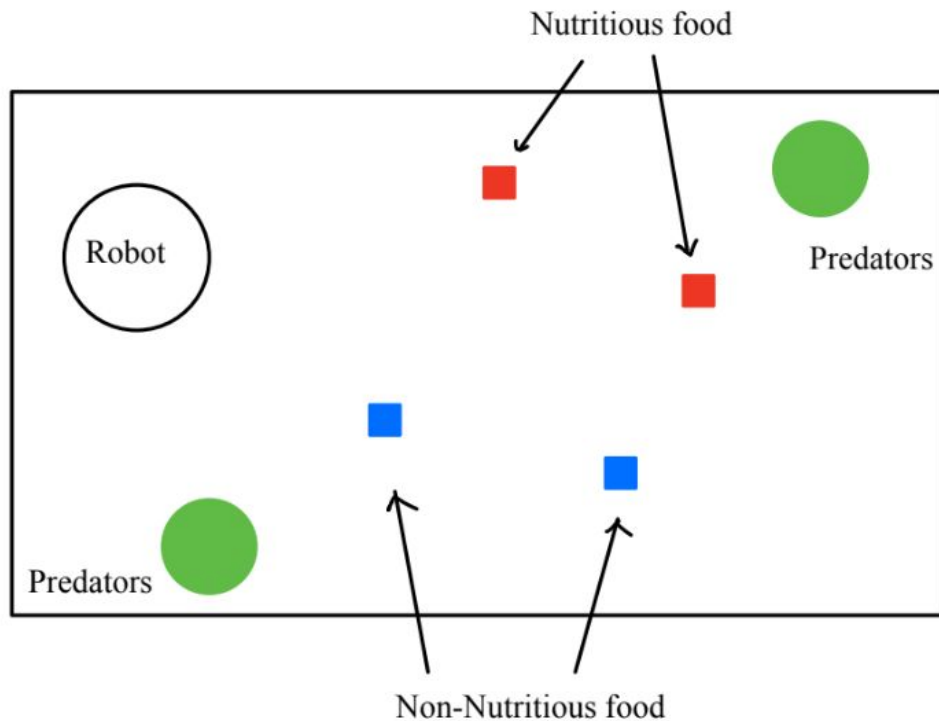 Nutritious food
Robot
Predators
Predators
Non-Nutritious food